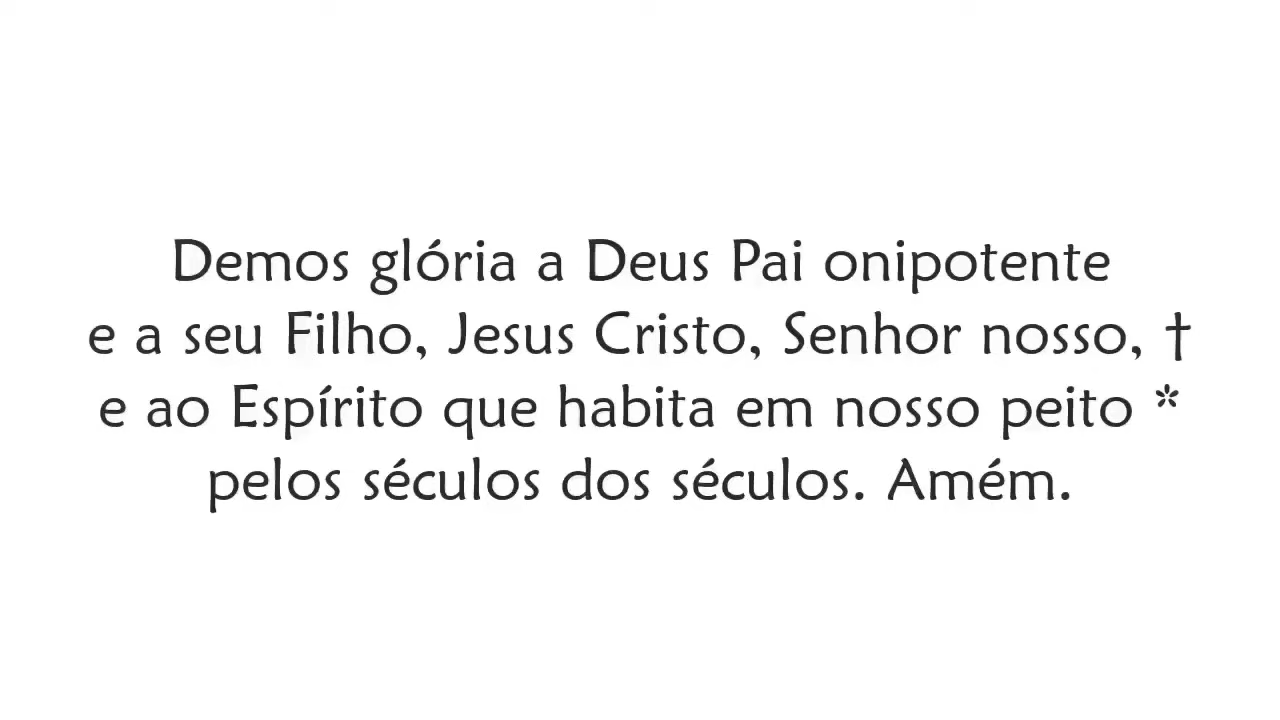 Demos glória a Deus Pai onipotente
e a seu Filho, Jesus Cristo, Senhor nosso, †
e ao Espírito que habita em nosso peito *
pelos séculos dos séculos. Amém.